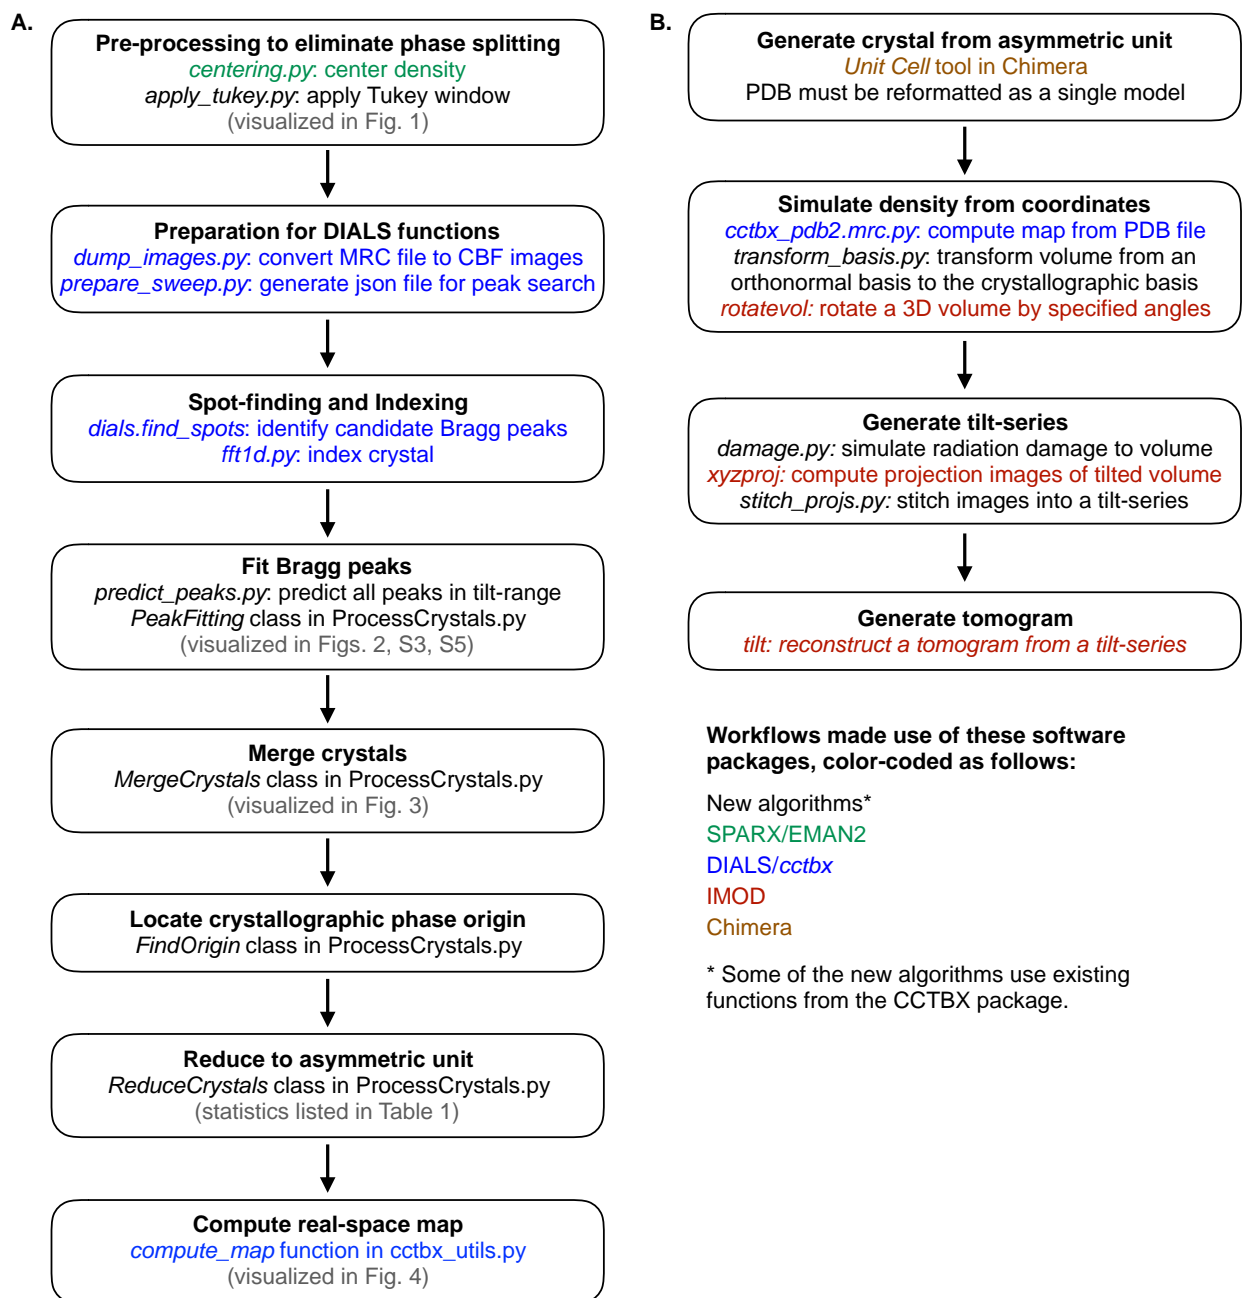 A.
Pre-processing to eliminate phase splitting
centering.py: center density
apply_tukey.py: apply Tukey window
(visualized in Fig. 1)
Preparation for DIALS functions
dump_images.py: convert MRC file to CBF images
prepare_sweep.py: generate json file for peak search
Spot-finding and Indexing
dials.find_spots: identify candidate Bragg peaks
fft1d.py: index crystal
Fit Bragg peaks
predict_peaks.py: predict all peaks in tilt-range
PeakFitting class in ProcessCrystals.py
(visualized in Figs. 2, S3, S5)
Merge crystals
MergeCrystals class in ProcessCrystals.py
(visualized in Fig. 3)
Locate crystallographic phase origin
FindOrigin class in ProcessCrystals.py
Reduce to asymmetric unit
ReduceCrystals class in ProcessCrystals.py
(statistics listed in Table 1)
Compute real-space map
compute_map function in cctbx_utils.py
(visualized in Fig. 4)
B.
Generate crystal from asymmetric unit
Unit Cell tool in Chimera
PDB must be reformatted as a single model
Simulate density from coordinates
cctbx_pdb2.mrc.py: compute map from PDB file
transform_basis.py: transform volume from an
orthonormal basis to the crystallographic basis
rotatevol: rotate a 3D volume by specified angles
Generate tilt-series
damage.py: simulate radiation damage to volume
xyzproj: compute projection images of tilted volume
stitch_projs.py: stitch images into a tilt-series
Generate tomogram
tilt: reconstruct a tomogram from a tilt-series
Workflows made use of these software
packages, color-coded as follows:
New algorithms*
SPARX/EMAN2
DIALS/cctbx
IMOD
Chimera
* Some of the new algorithms use existing
functions from the CCTBX package.